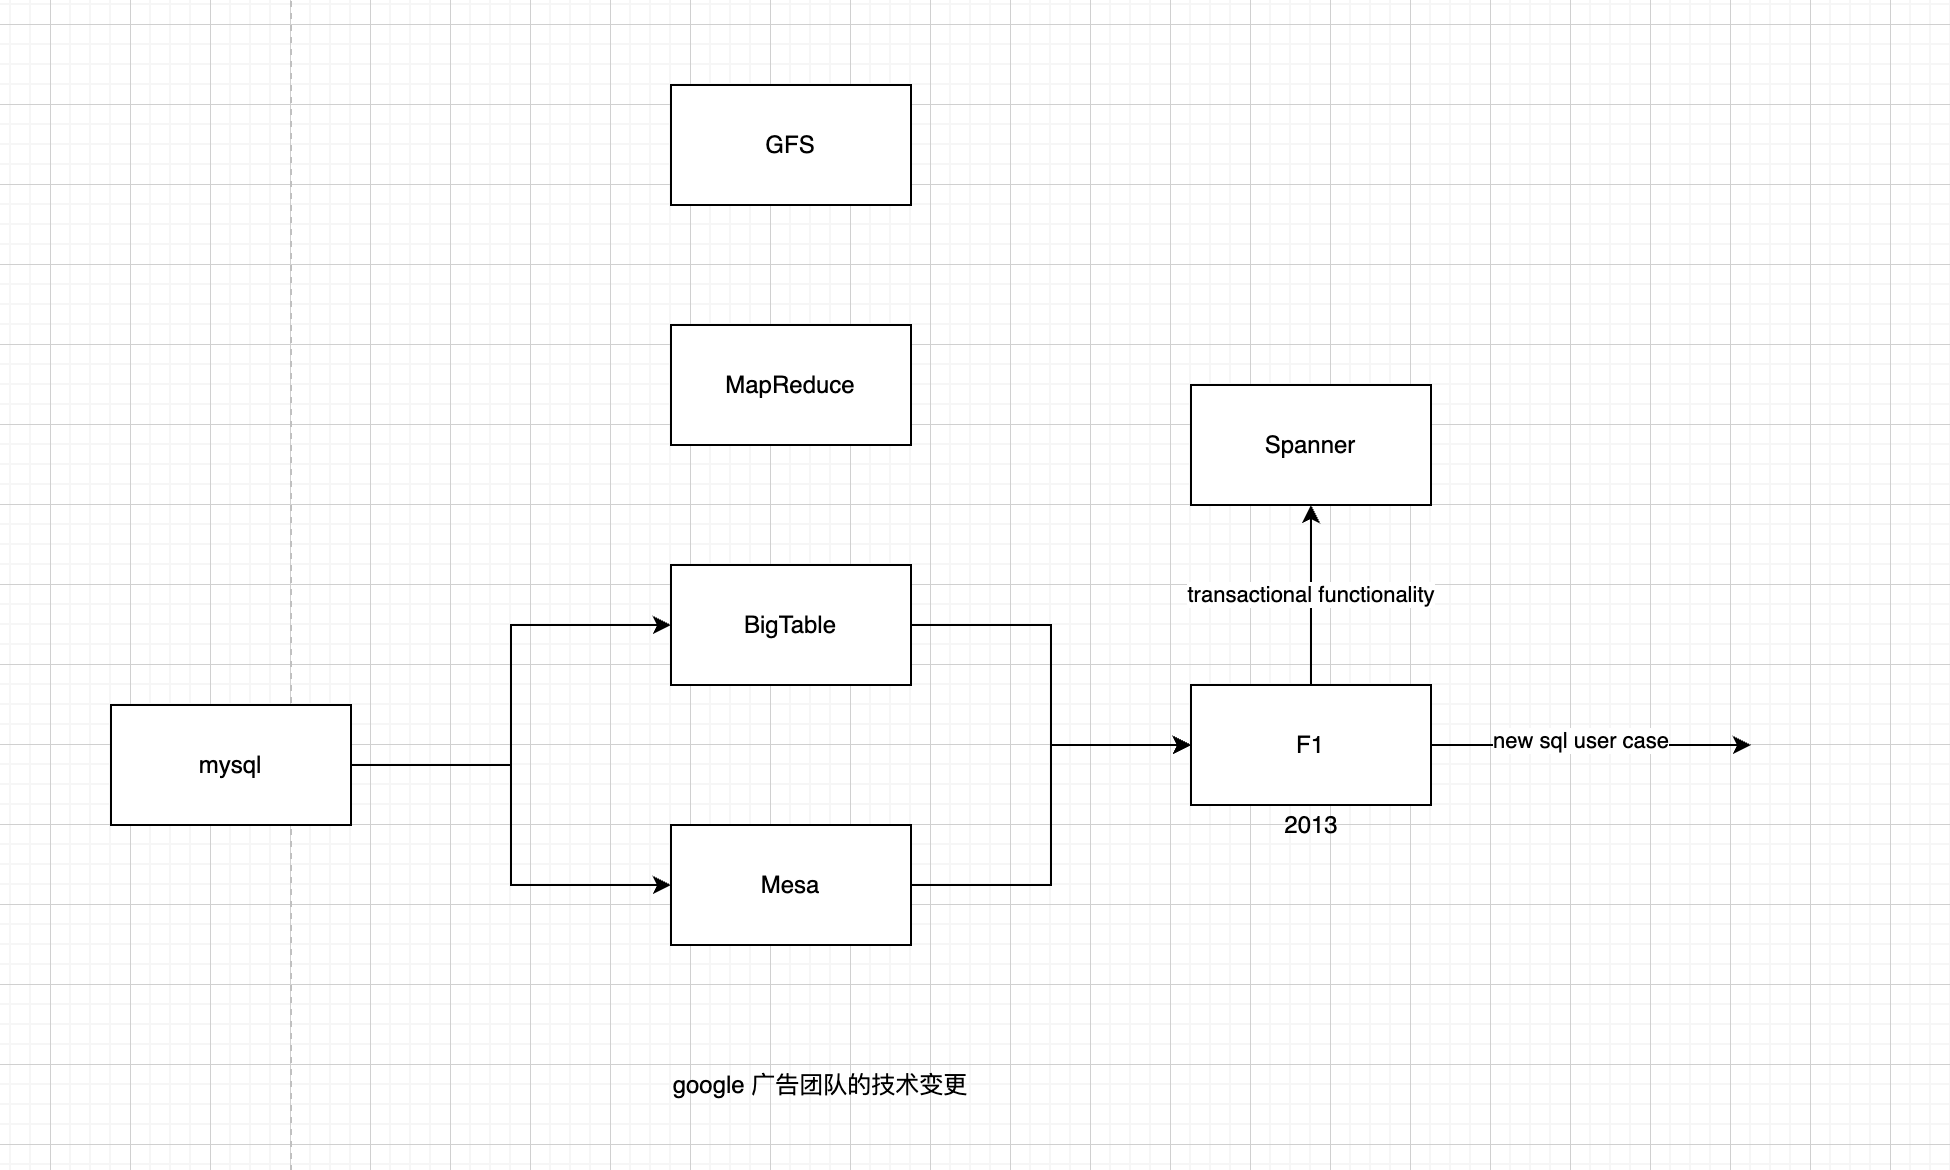 GFS
MapReduce
Spanner
transactional functionality
BigTable
mysql
F1
new sql user case
2013
Mesa
google 广告团队的技术变更